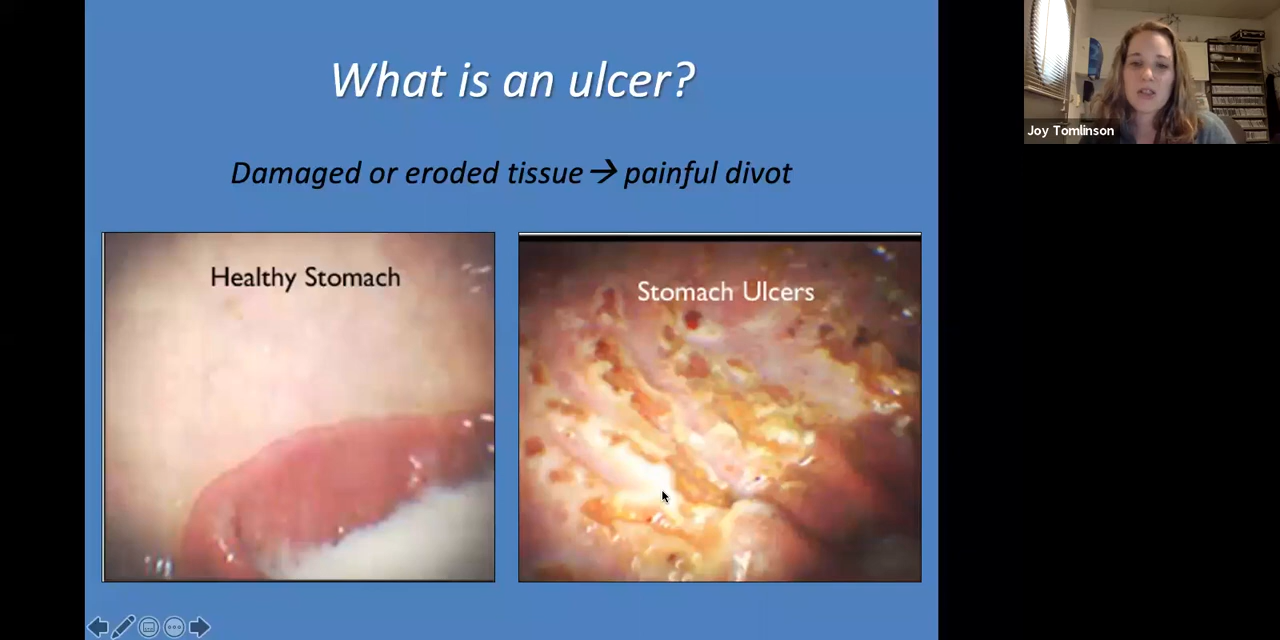 What is an ulcer?
Damaged or eroded tissue → painful divot
Healthy Stomach
Stomach Ulcers
Joy Tomlinson